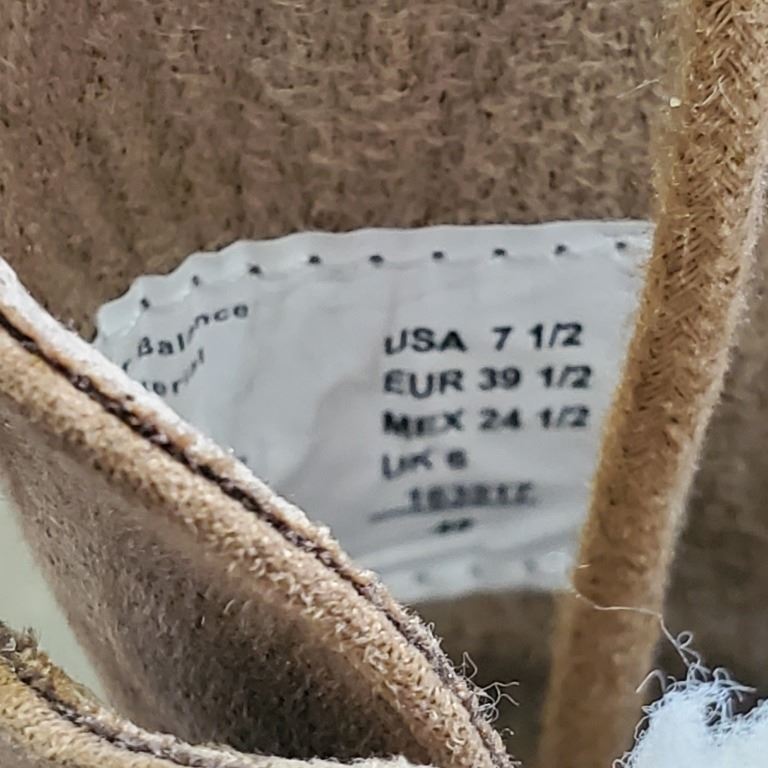 Balance
USA 7 1/2
EUR 39 1/2
MEX 24 1/2
UK 6